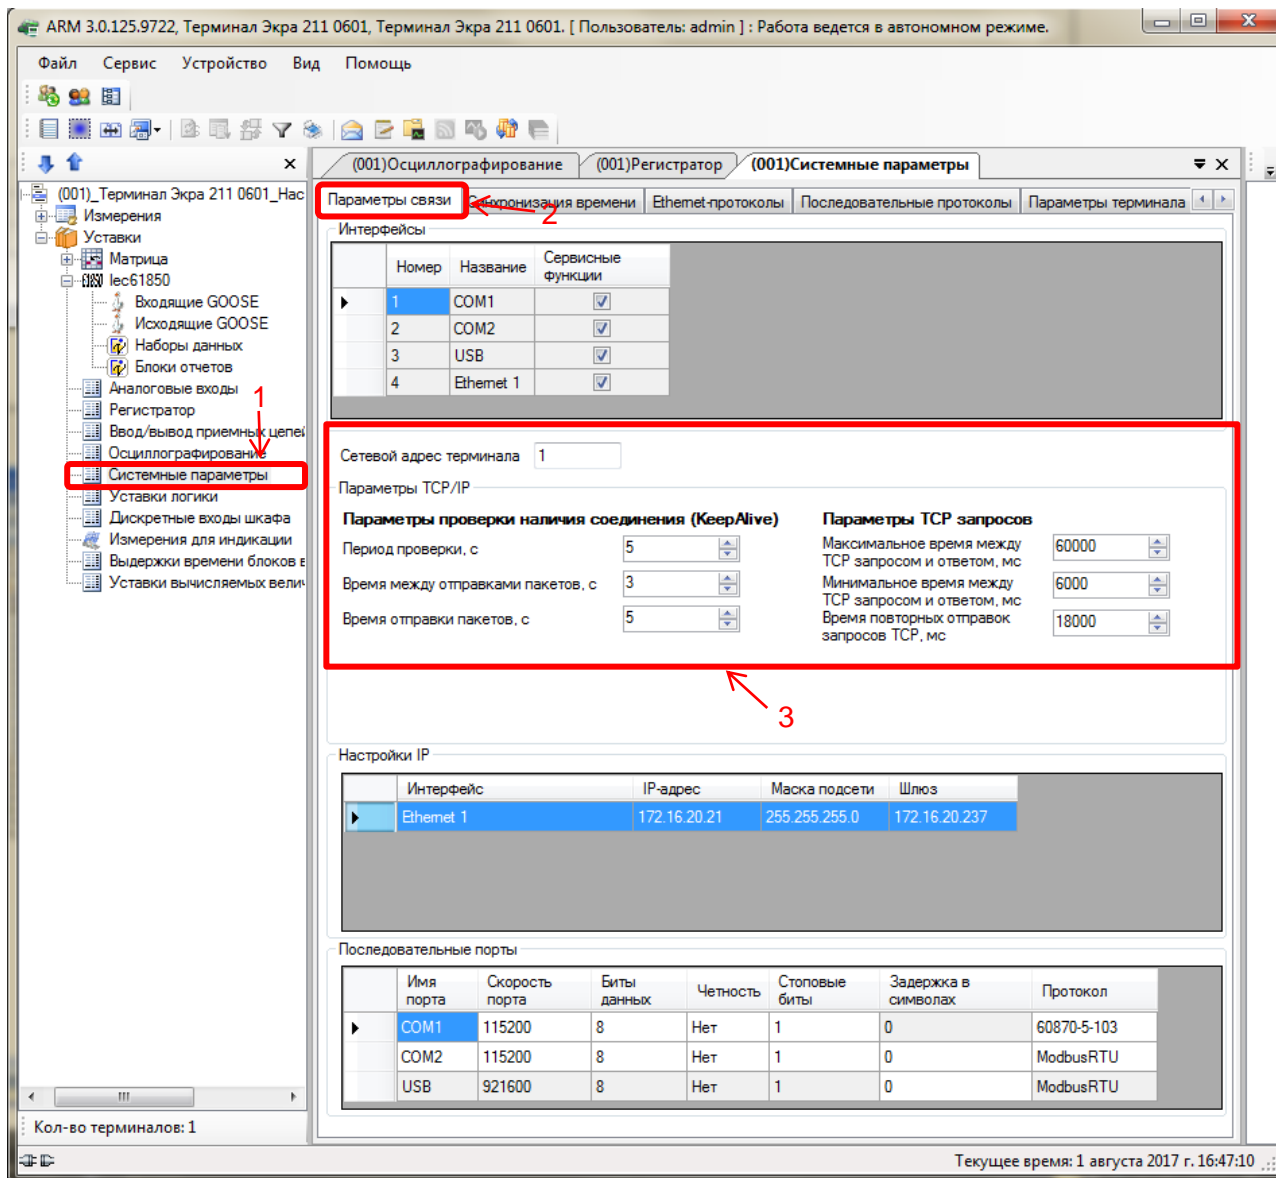 ARM 3.0.125.9722, Терминал Экра 211 0601, Терминал Экра 211 0601. [ Пользователь: admin ] : Работа ведется в автономном режиме.
Файл Сервис Устройство Вид Помощь
(001)Осциллографирование (001)Регистратор (001)Системные параметры
(001)_Терминал Экра 211 0601_Нас
Измерения
Уставки
Матрица
Iec61850
Входящие GOOSE
Исходящие GOOSE
Наборы данных
Блоки отчетов
Аналоговые входы
Регистратор
Ввод/вывод приемных цепей
Осциллографирование
Системные параметры
Уставки логики
Дискретные входы шкафа
Измерения для индикации
Выдержки времени блоков
Уставки вычисляемых
1
Кол-во терминалов: 1
Параметры связи Синхронизация времени Ethernet-протоколы Последовательные протоколы Параметры терминала
2
Интерфейсы
Номер Название Сервисные функции
1 COM1
2 COM2
3 USB
4 Ethernet 1
Сетевой адрес терминала 1
Параметры TCP/IP
Параметры проверки наличия соединения (KeepAlive)
Период проверки, с 5
Время между отправками пакетов, с 3
Время отправки пакетов, с 5
Параметры TCP запросов
Максимальное время между
TCP запросом и ответом, мс 60000
Минимальное время между
TCP запросом и ответом, мс 6000
Время повторных отправок
запросов TCP, мс 18000
3
Настройки IP
Интерфейс IP-адрес Маска подсети Шлюз
Ethernet 1 172.16.20.21 255.255.255.0 172.16.20.237
Последовательные порты
Имя порта Скорость порта Биты данных Четность Стоповые биты Задержка в символах Протокол
COM1 115200 8 Нет 1 0 60870-5-103
COM2 115200 8 Нет 1 0 ModbusRTU
USB 921600 8 Нет 1 0 ModbusRTU
Текущее время: 1 августа 2017 г. 16:47:10